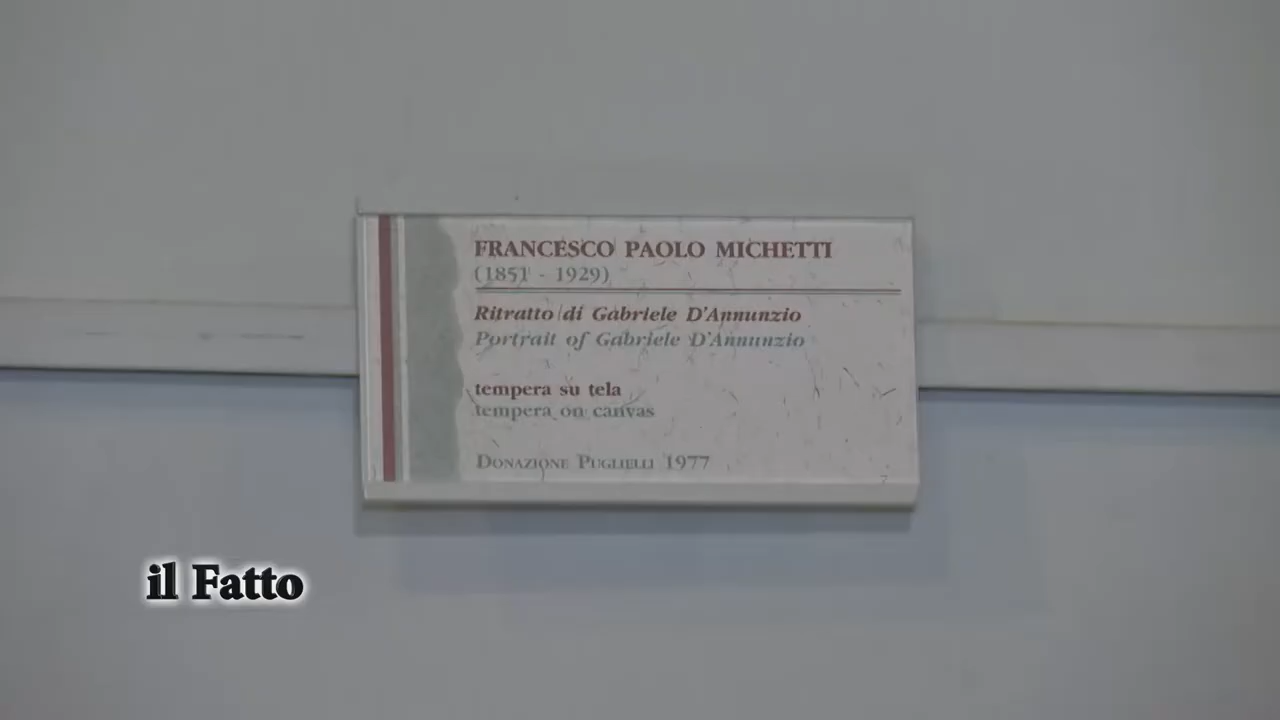 FRANCESCO PAOLO MICHETTI
(1851 - 1929)
Ritratto di Gabriele D'Annunzio
Portrait of Gabriele D'Annunzio
tempera su tela
tempera on canvas
DONAZIONE PUGLIELLI 1977
il Fatto